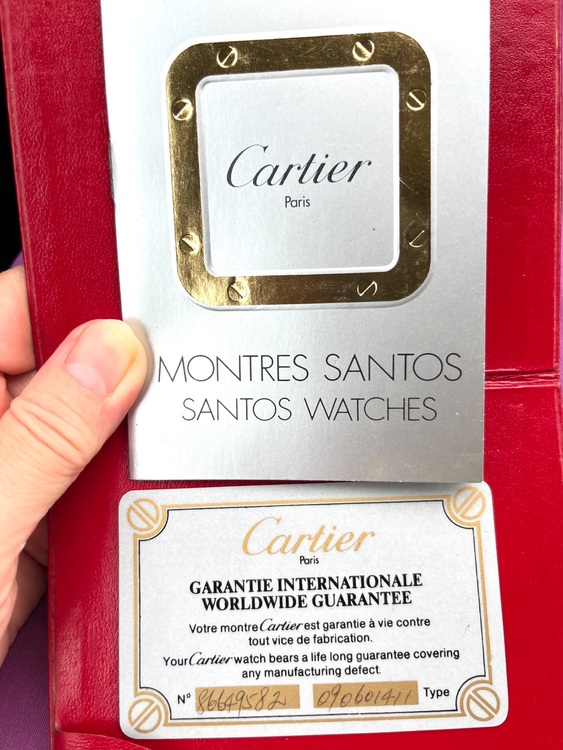 Cartier
Paris
MONTRES SANTOS
SANTOS WATCHES
Cartier
Paris
GARANTIE INTERNATIONALE
WORLDWIDE GUARANTEE
Votre montre Cartier est garantie à vie contre
tout vice de fabrication.
Your Cartier watch bears a life long guarantee covering
any manufacturing defect.
N° 86649582 090601411 Type